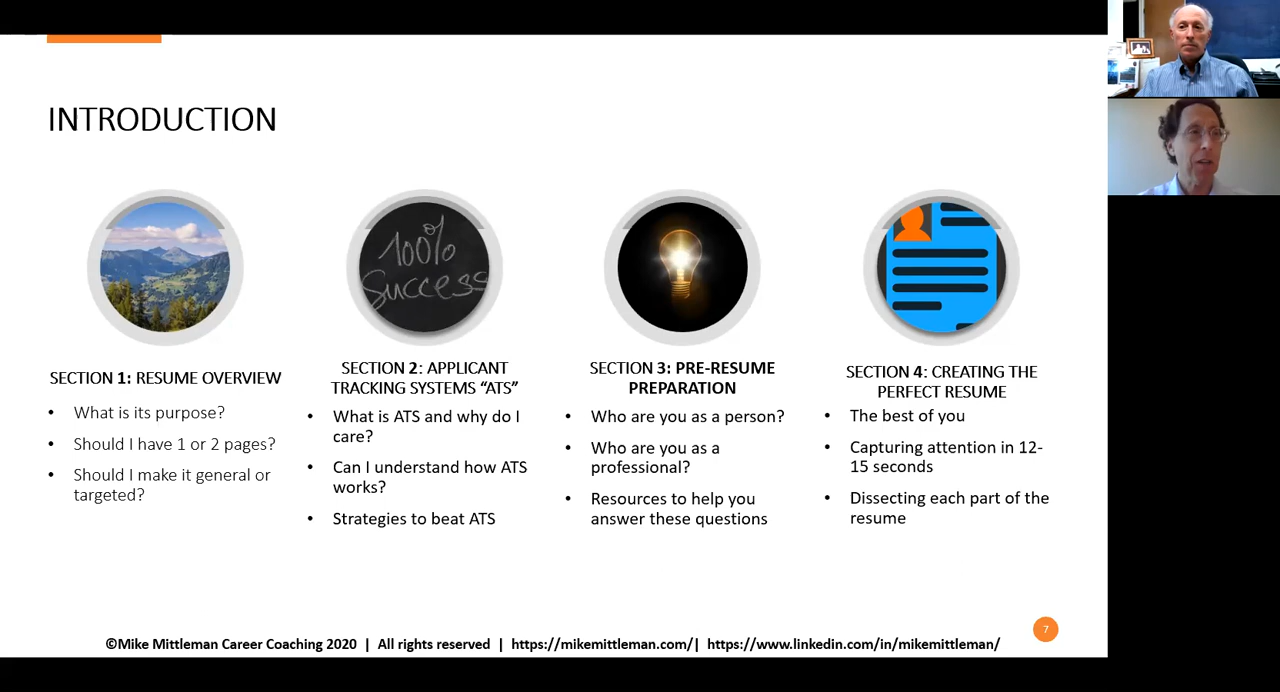 INTRODUCTION
100%
Success
SECTION 1: RESUME OVERVIEW
• What is its purpose?
• Should I have 1 or 2 pages?
• Should I make it general or
targeted?
SECTION 2: APPLICANT
TRACKING SYSTEMS “ATS”
• What is ATS and why do I
care?
• Can I understand how ATS
works?
• Strategies to beat ATS
SECTION 3: PRE-RESUME
PREPARATION
• Who are you as a person?
• Who are you as a
professional?
• Resources to help you
answer these questions
SECTION 4: CREATING THE
PERFECT RESUME
• The best of you
• Capturing attention in 12-
15 seconds
• Dissecting each part of the
resume
7
©Mike Mittleman Career Coaching 2020 | All rights reserved | https://mikemittleman.com/| https://www.linkedin.com/in/mikemittleman/